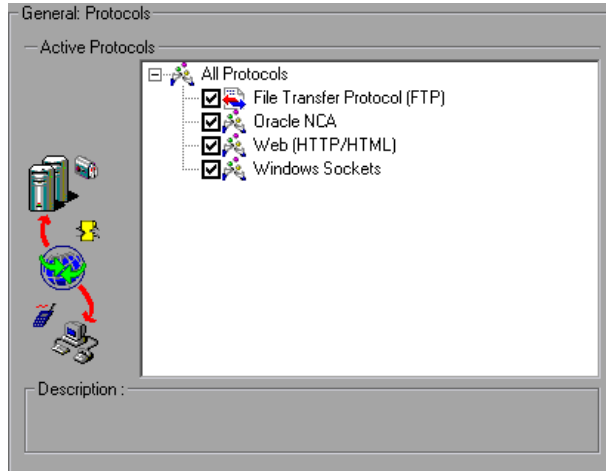 General: Protocols
Active Protocols
All Protocols
File Transfer Protocol (FTP)
Oracle NCA
Web (HTTP/HTML)
Windows Sockets
Description :